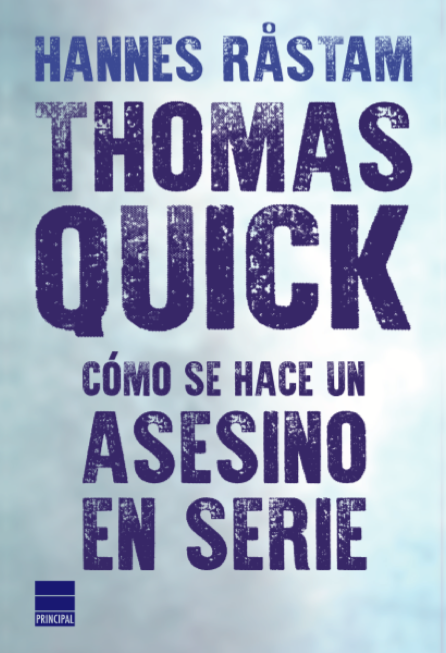 HANNES RÅSTAM
THOMAS
QUICK
CÓMO SE HACE UN
ASESINO
EN SERIE
PRINCIPAL